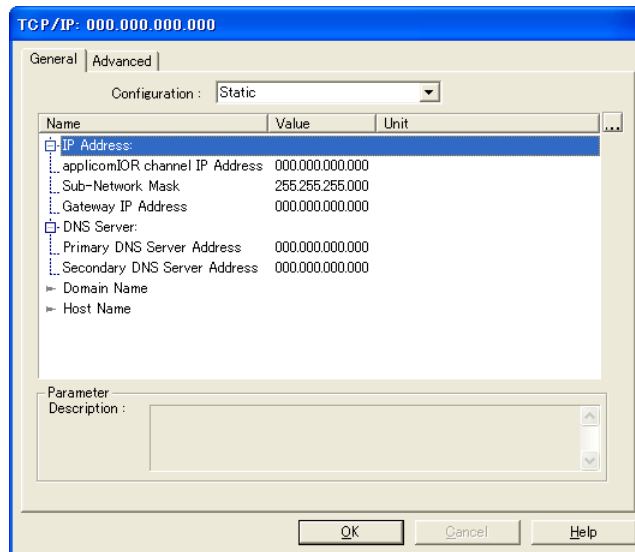 TCP/IP: 000.000.000.000
General Advanced
Configuration : Static
Name Value Unit ...
IP Address:
applicomIOR channel IP Address 000.000.000.000
Sub-Network Mask 255.255.255.000
Gateway IP Address 000.000.000.000
DNS Server:
Primary DNS Server Address 000.000.000.000
Secondary DNS Server Address 000.000.000.000
Domain Name
Host Name
Parameter
Description :
OK Cancel Help